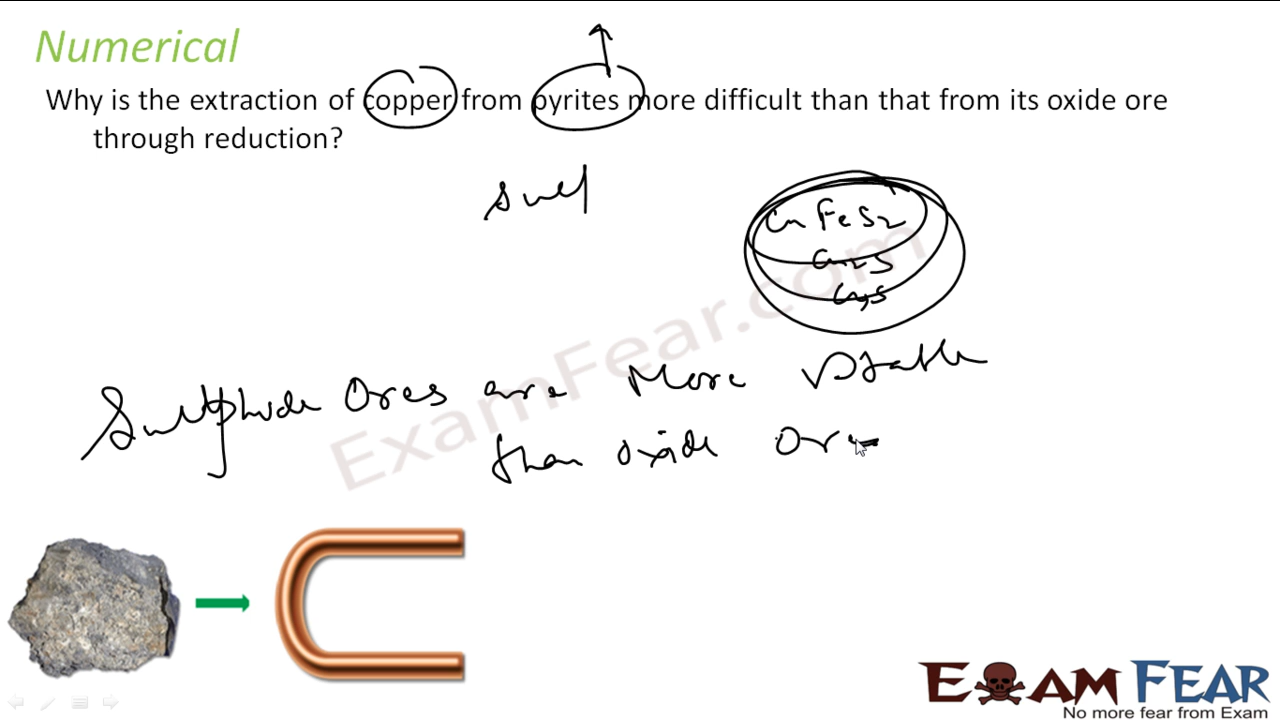 Numerical
Why is the extraction of copper from pyrites more difficult than that from its oxide ore
through reduction?
Sulf
CuFeS2
Cu2S
CuS
Sulphide Ores are More Stable
than oxide Ore
ExamFear.com
EXAM FEAR
No more fear from Exam